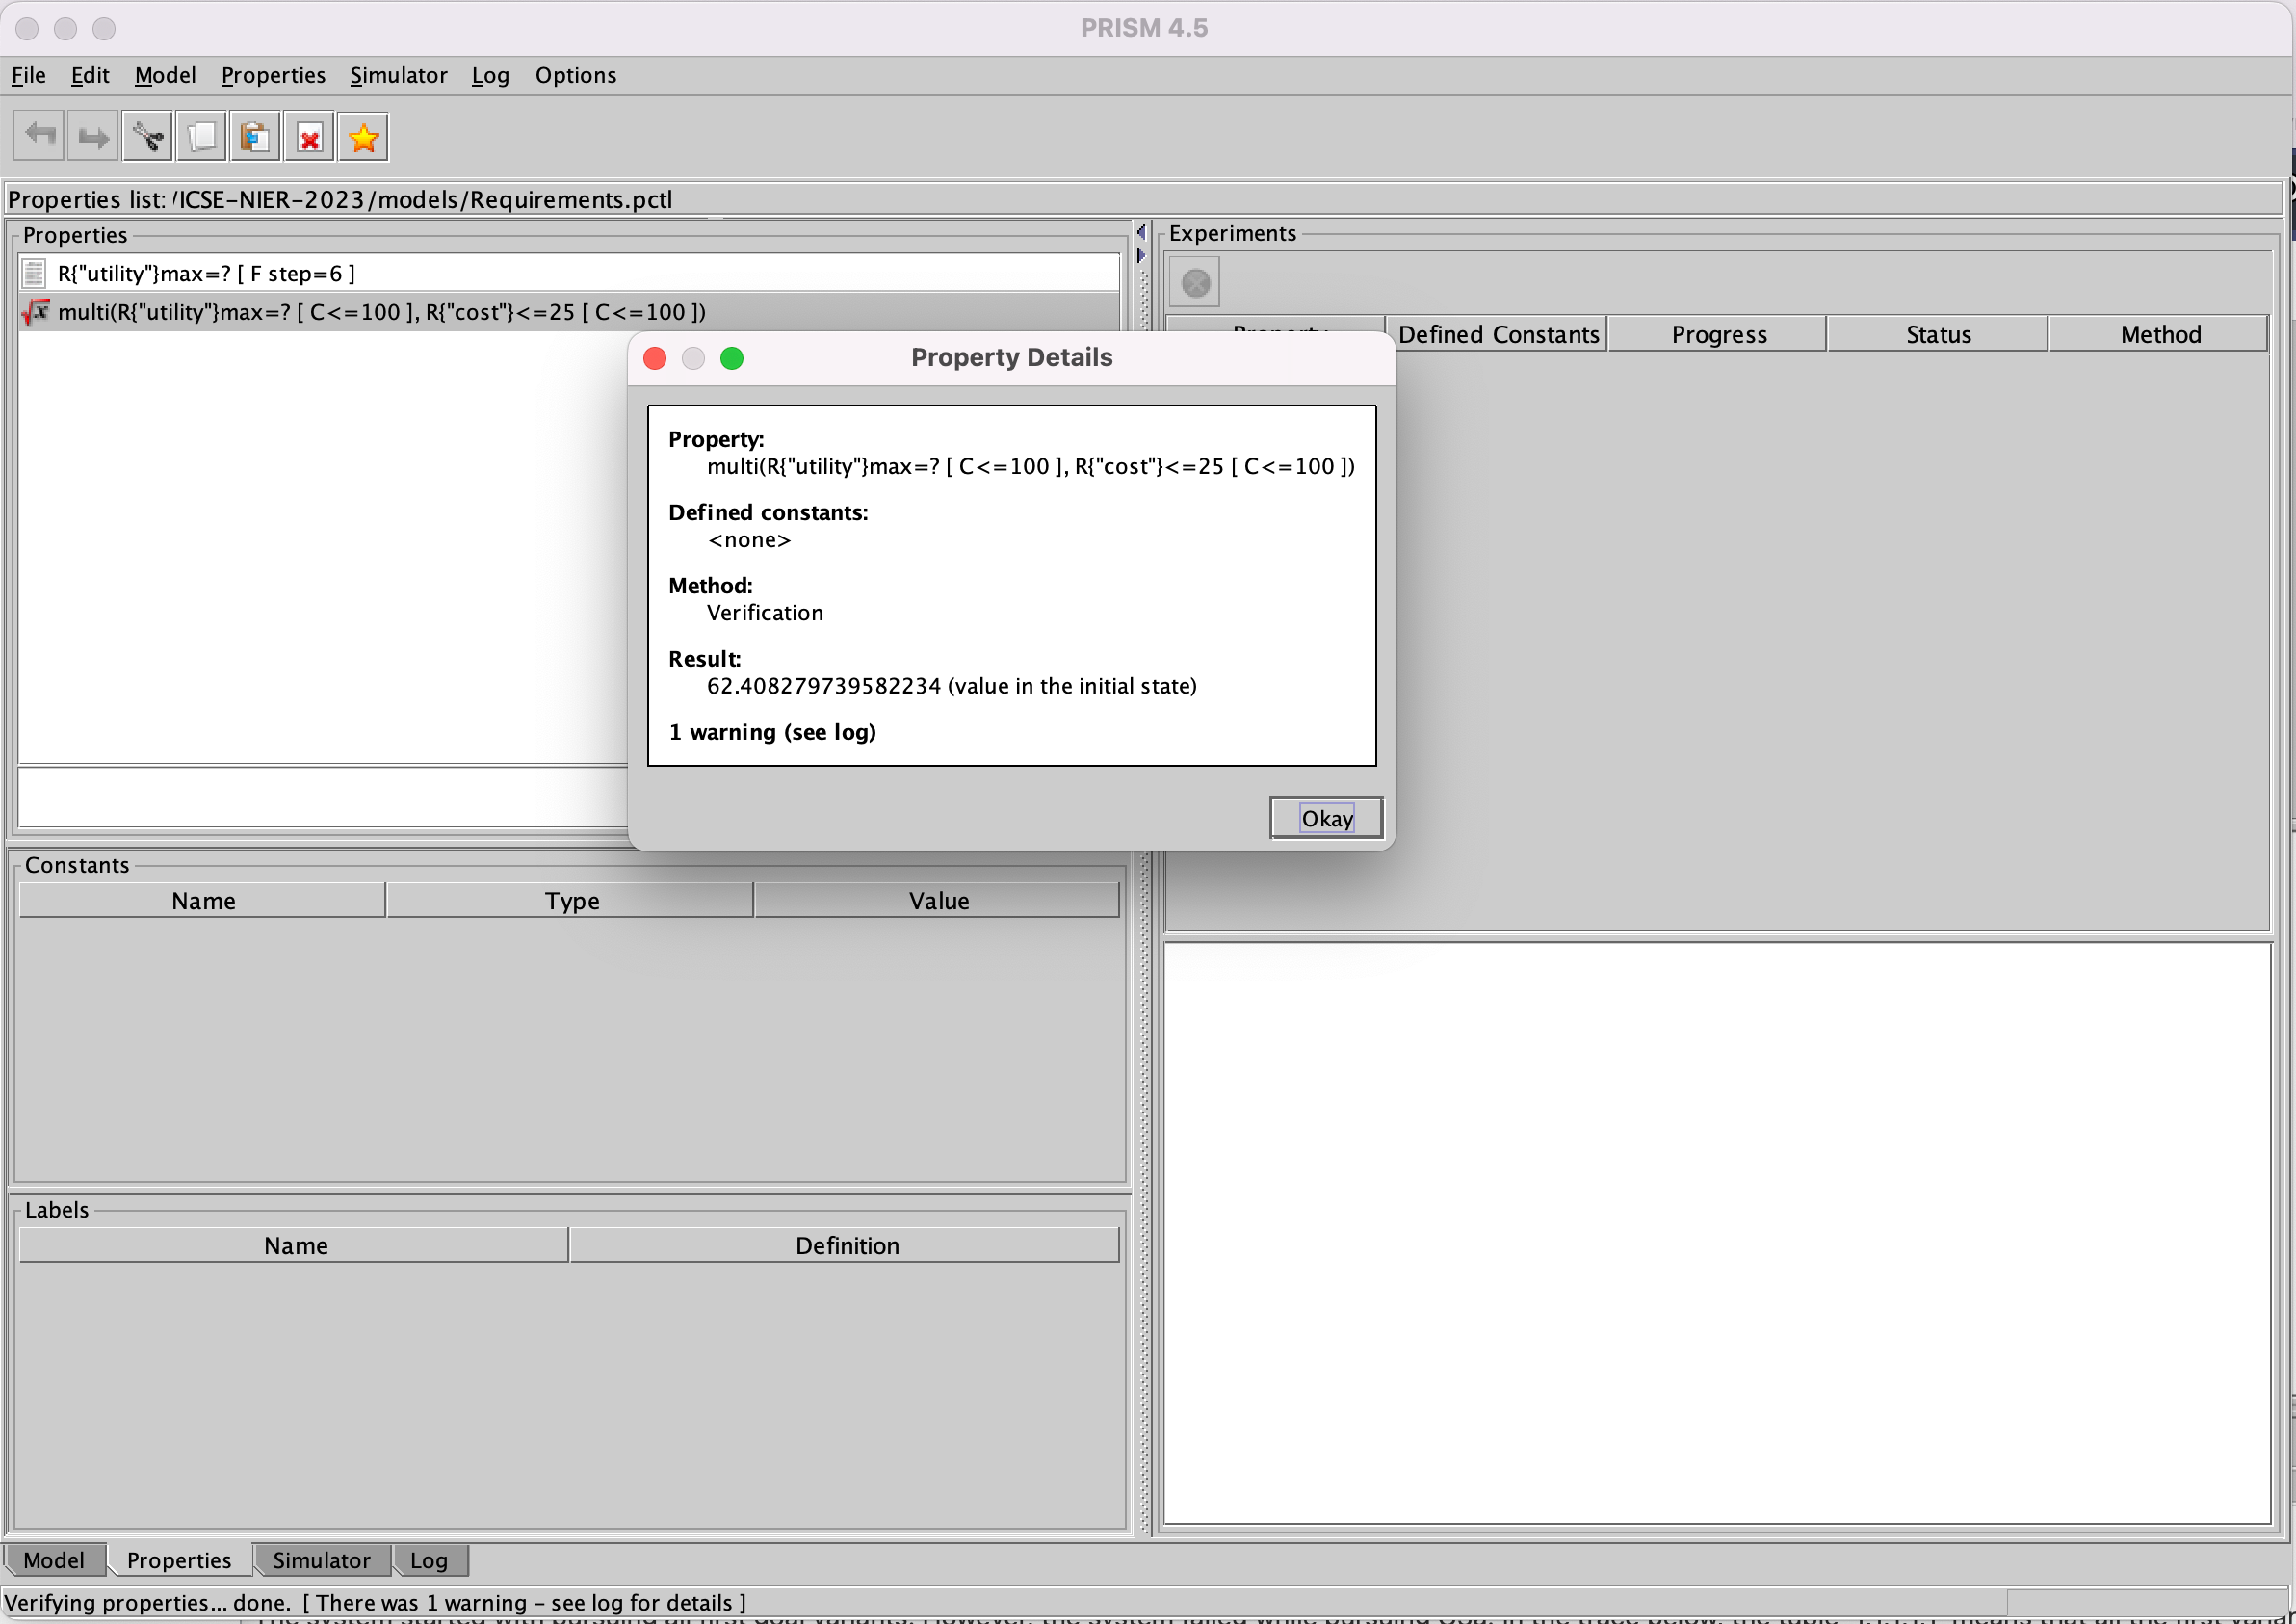 PRISM 4.5
File Edit Model Properties Simulator Log Options
Properties list: /ICSE-NIER-2023/models/Requirements.pctl
Properties
R{"utility"}max=? [ F step=6 ]
multi(R{"utility"}max=? [ C<=100 ], R{"cost"}<=25 [ C<=100 ])
Experiments
Property Defined Constants Progress Status Method
Property Details
Property:
multi(R{"utility"}max=? [ C<=100 ], R{"cost"}<=25 [ C<=100 ])
Defined constants:
<none>
Method:
Verification
Result:
62.408279739582234 (value in the initial state)
1 warning (see log)
Okay
Constants
Name Type Value
Labels
Name Definition
Model Properties Simulator Log
Verifying properties... done. [ There was 1 warning – see log for details ]